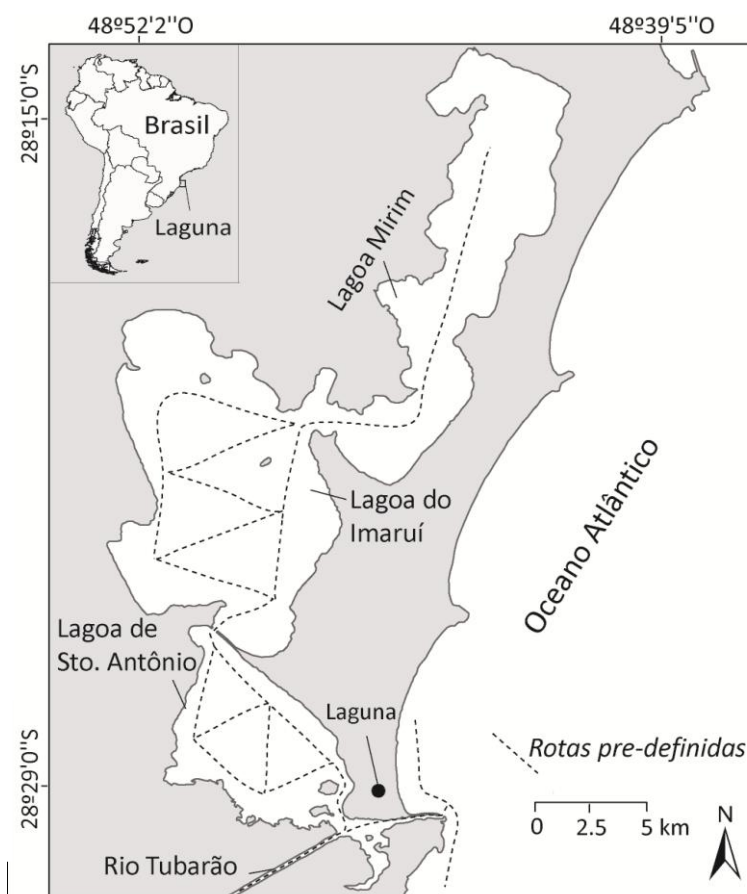 48º52'2''O
48º39'5''O
28º15'0''S
Brasil
Laguna
Lagoa Mirim
Lagoa do
Imaruí
Oceano Atlântico
Lagoa de
Sto. Antônio
Laguna
Rotas pre-definidas
28º29'0''S
0 2.5 5 km
N
Rio Tubarão